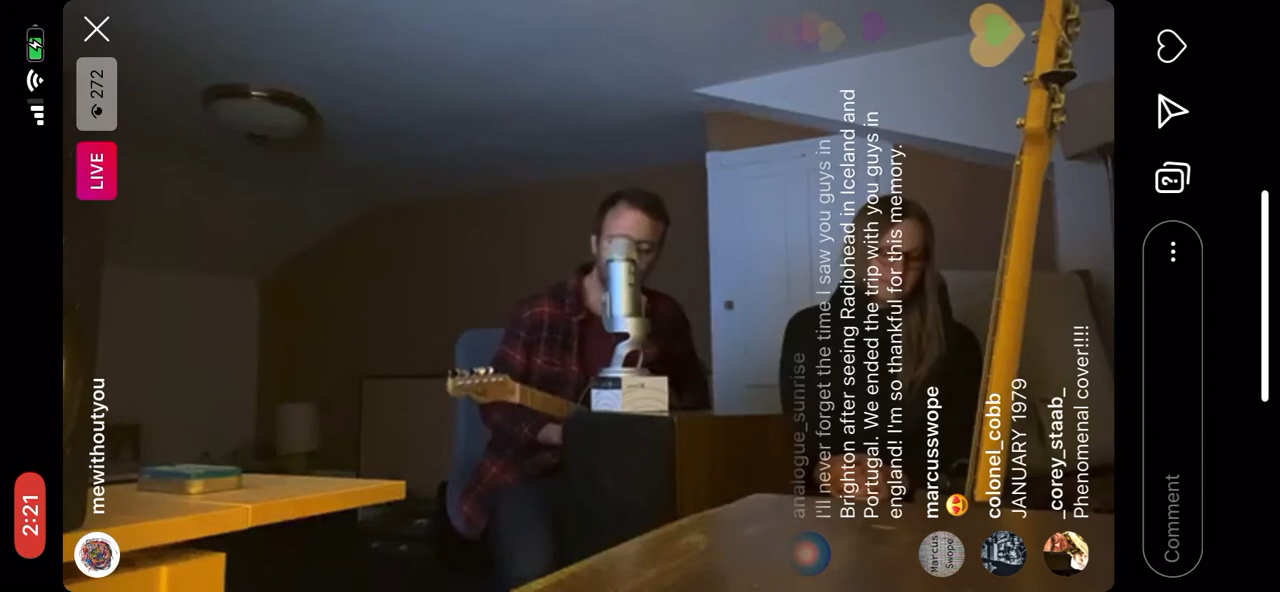 2:21
mewithoutyou
LIVE
272
analogue_sunrise
I'll never forget the time I saw you guys in
Brighton after seeing Radiohead in Iceland and
Portugal. We ended the trip with you guys in
england! I'm so thankful for this memory.
marcusswope
😍
Marcus
Swope
colonel_cobb
JANUARY 1979
_corey_staab_
Phenomenal cover!!!!
Comment